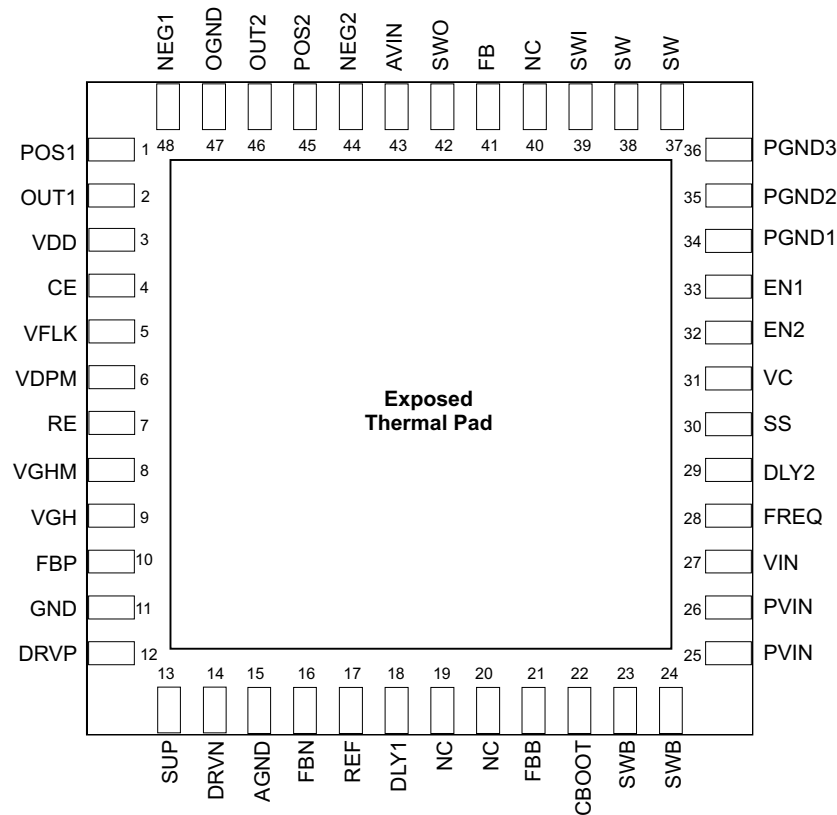 NEG1
OGND
OUT2
POS2
NEG2
AVIN
SWO
FB
NC
SWI
SW
SW
48 47 46 45 44 43 42 41 40 39 38 37
POS1 1
OUT1 2
VDD 3
CE 4
VFLK 5
VDPM 6
RE 7
VGHM 8
VGH 9
FBP 10
GND 11
DRVP 12
Exposed
Thermal Pad
36 PGND3
35 PGND2
34 PGND1
33 EN1
32 EN2
31 VC
30 SS
29 DLY2
28 FREQ
27 VIN
26 PVIN
25 PVIN
13 14 15 16 17 18 19 20 21 22 23 24
SUP
DRVN
AGND
FBN
REF
DLY1
NC
NC
FBB
CBOOT
SWB
SWB